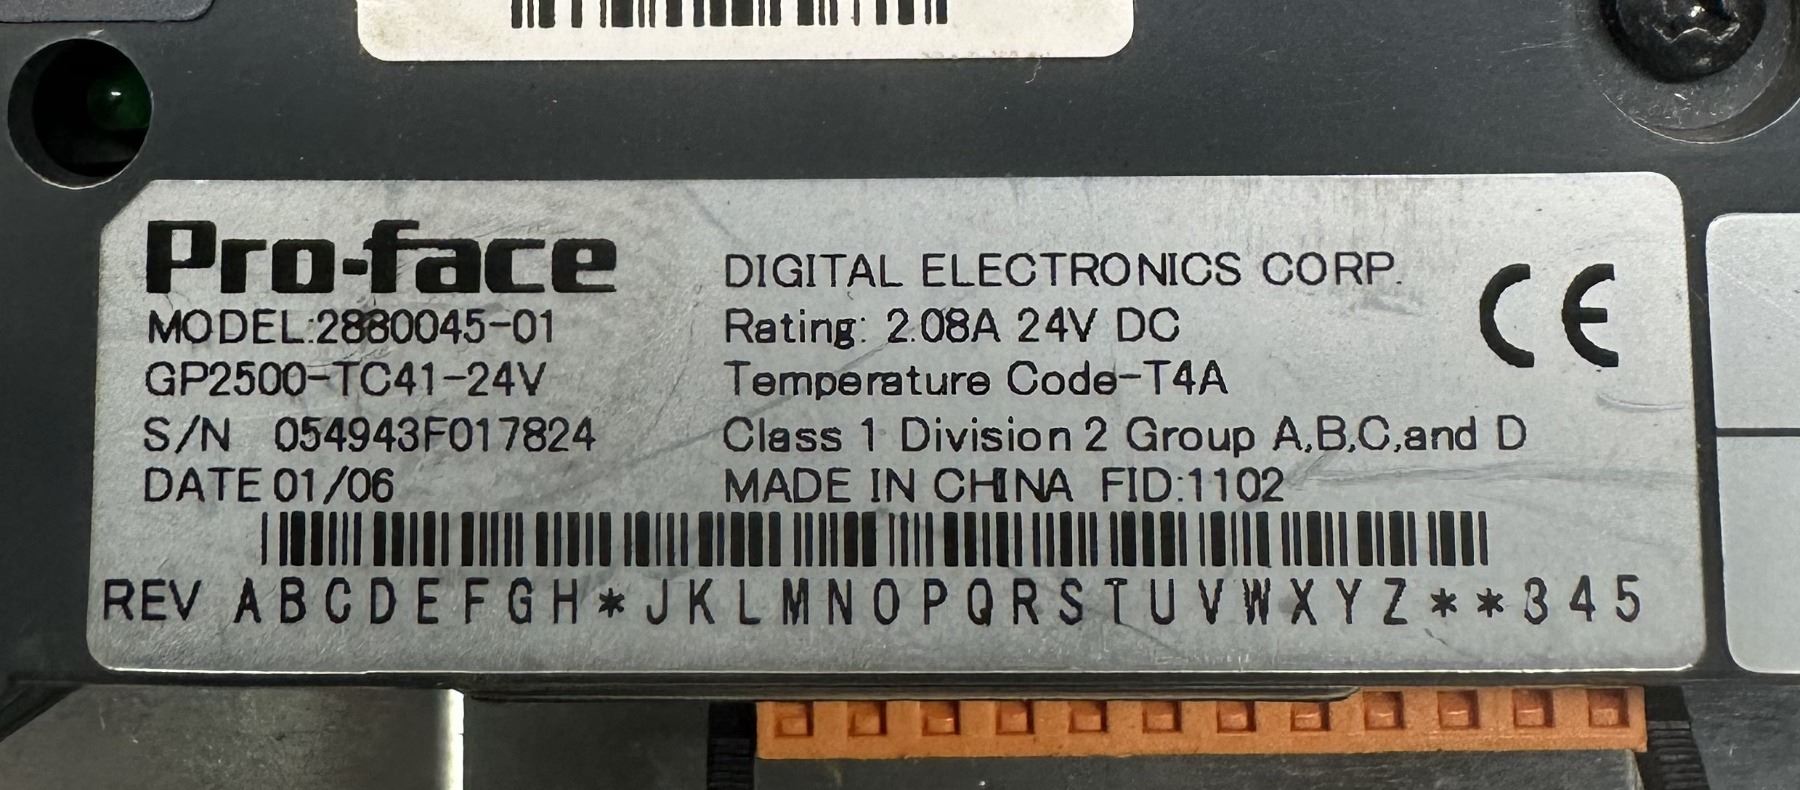 Pro-face
MODEL:2880045-01
GP2500-TC41-24V
S/N 054943F017824
DATE 01/06
DIGITAL ELECTRONICS CORP.
Rating: 2.08A 24V DC
Temperature Code-T4A
Class 1 Division 2 Group A,B,C,and D
MADE IN CHINA FID:1102
CE
REV A B C D E F G H * J K L M N O P Q R S T U V W X Y Z * * 3 4 5